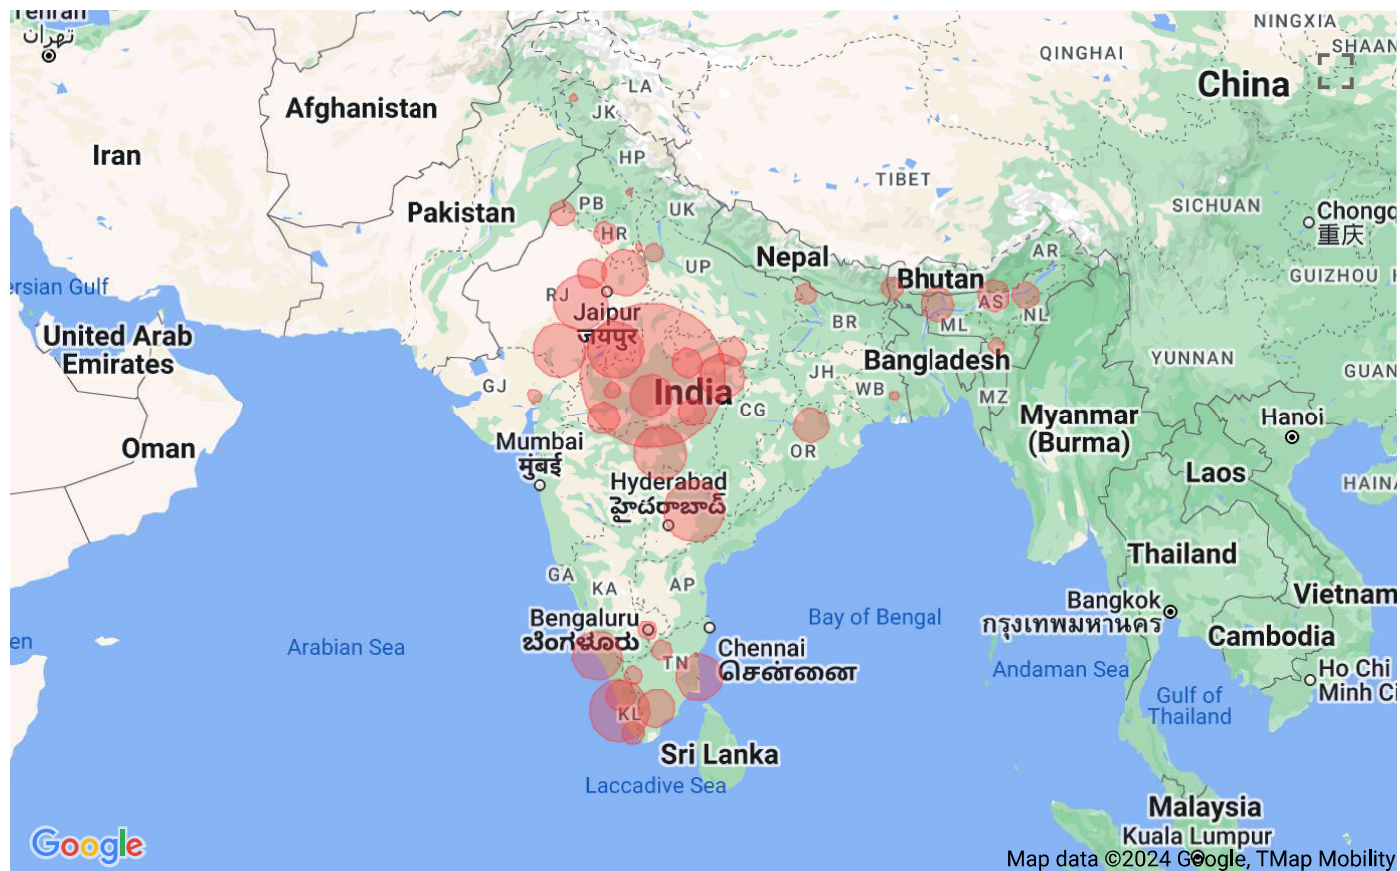 Tehran
تهران
NINGXIA
SHAAN
QINGHAI
China
LA
Afghanistan
JK
Iran
HP
TIBET
Pakistan
PB
UK
SICHUAN
Chongq
重庆
HR
AR
Nepal
UP
Bhutan
GUIZHOU H
ersian Gulf
RJ
AS
Jaipur
जयपुर
BR
ML
NL
United Arab
Emirates
Bangladesh
YUNNAN
GJ
India
JH
WB
GUAN
MZ
CG
Myanmar
(Burma)
Hanoi
Oman
Mumbai
मुंबई
OR
Laos
Hyderabad
హైదరాబాద్
HAINA
Thailand
GA
KA
AP
Vietnam
Bangkok
กรุงเทพมหานคร
Bengaluru
ಬೆಂಗಳೂರು
Bay of Bengal
Cambodia
en
Arabian Sea
Chennai
சென்னை
TN
Andaman Sea
Ho Chi
Minh Ci
Gulf of
Thailand
KL
Sri Lanka
Laccadive Sea
Malaysia
Kuala Lumpur
Google
Map data ©2024 Google, TMap Mobility